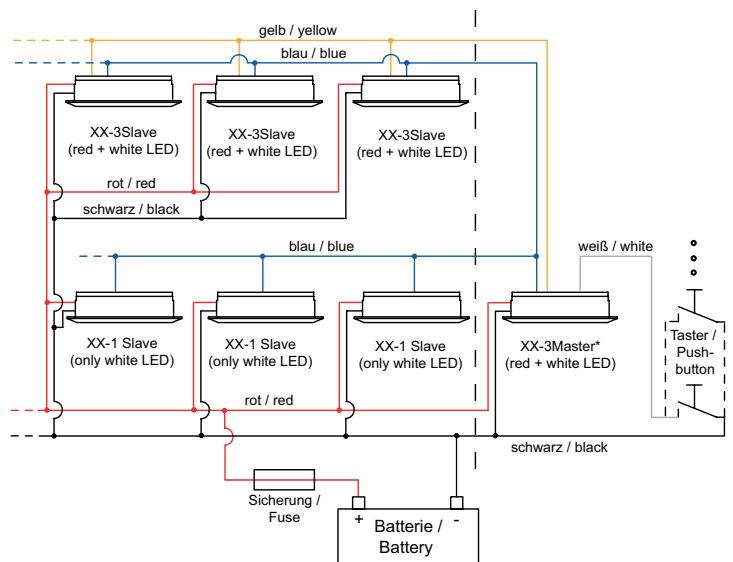 gelb / yellow
blau / blue
XX-3Slave
(red + white LED)
XX-3Slave
(red + white LED)
XX-3Slave
(red + white LED)
rot / red
schwarz / black
blau / blue
weiß / white
XX-1 Slave
(only white LED)
XX-1 Slave
(only white LED)
XX-1 Slave
(only white LED)
XX-3Master*
(red + white LED)
Taster /
Push-
button
rot / red
schwarz / black
Sicherung /
Fuse
+ -
Batterie /
Battery